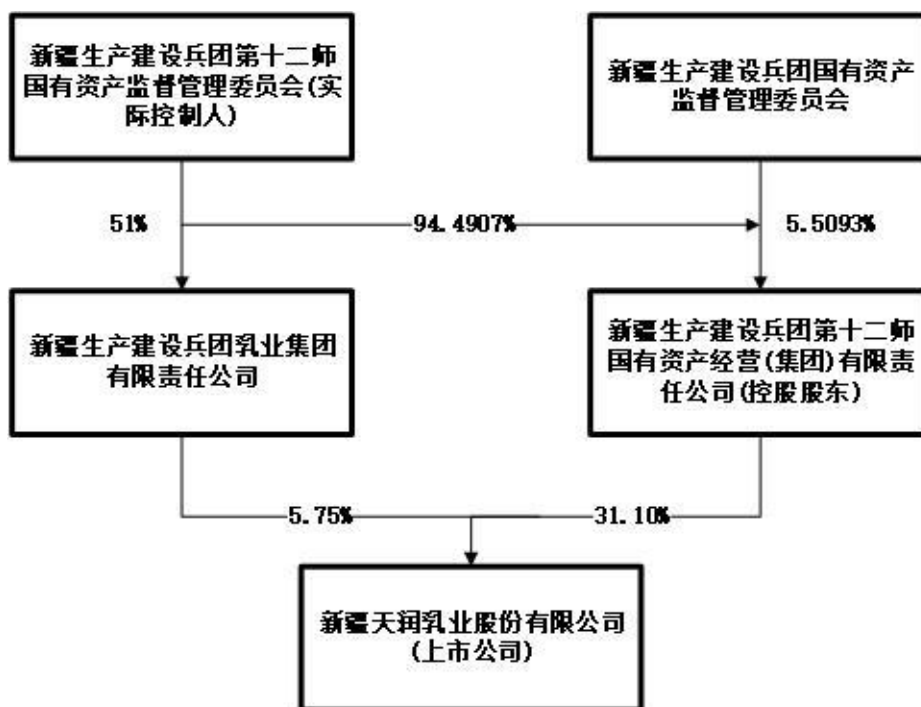 新疆生产建设兵团第十二师
国有资产监督管理委员会(实
际控制人)
新疆生产建设兵团国有资产
监督管理委员会
51%
94.4907%
5.5093%
新疆生产建设兵团乳业集团
有限责任公司
新疆生产建设兵团第十二师
国有资产经营(集团)有限责
任公司(控股股东)
5.75%
31.10%
新疆天润乳业股份有限公司
(上市公司)